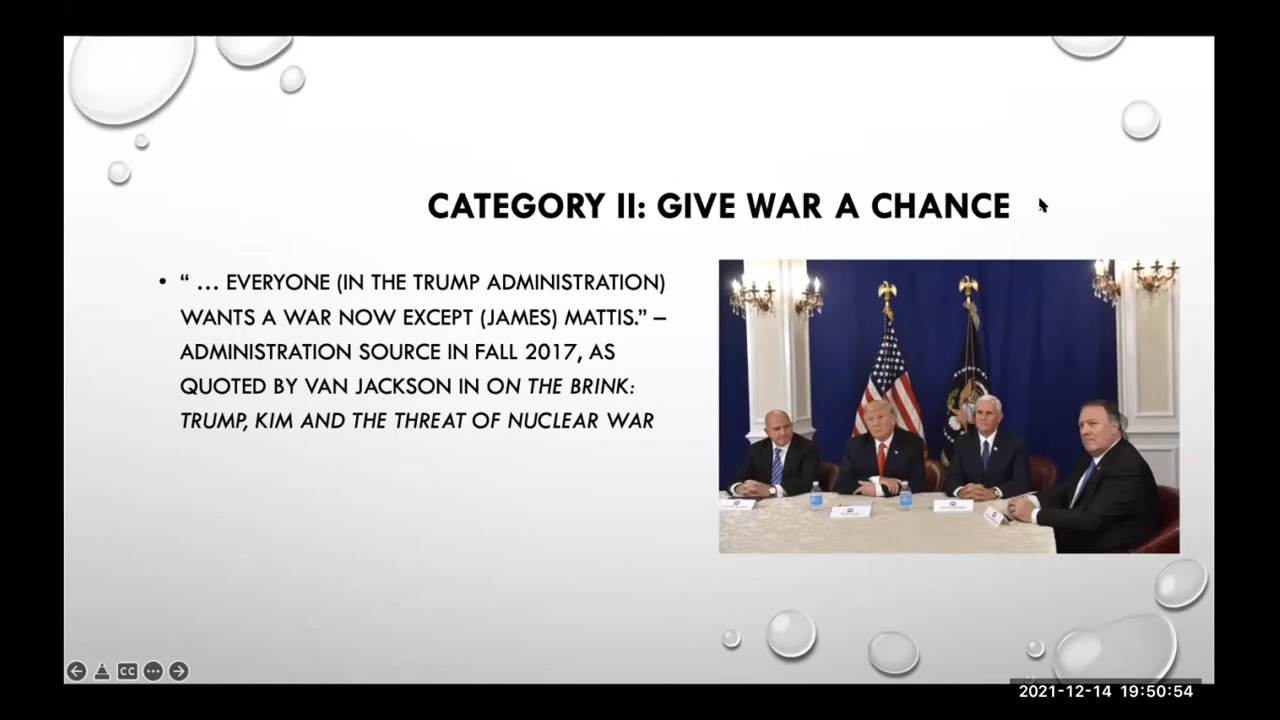 CATEGORY II: GIVE WAR A CHANCE
• “ … EVERYONE (IN THE TRUMP ADMINISTRATION)
WANTS A WAR NOW EXCEPT (JAMES) MATTIS.” –
ADMINISTRATION SOURCE IN FALL 2017, AS
QUOTED BY VAN JACKSON IN ON THE BRINK:
TRUMP, KIM AND THE THREAT OF NUCLEAR WAR
CC
2021-12-14 19:50:54